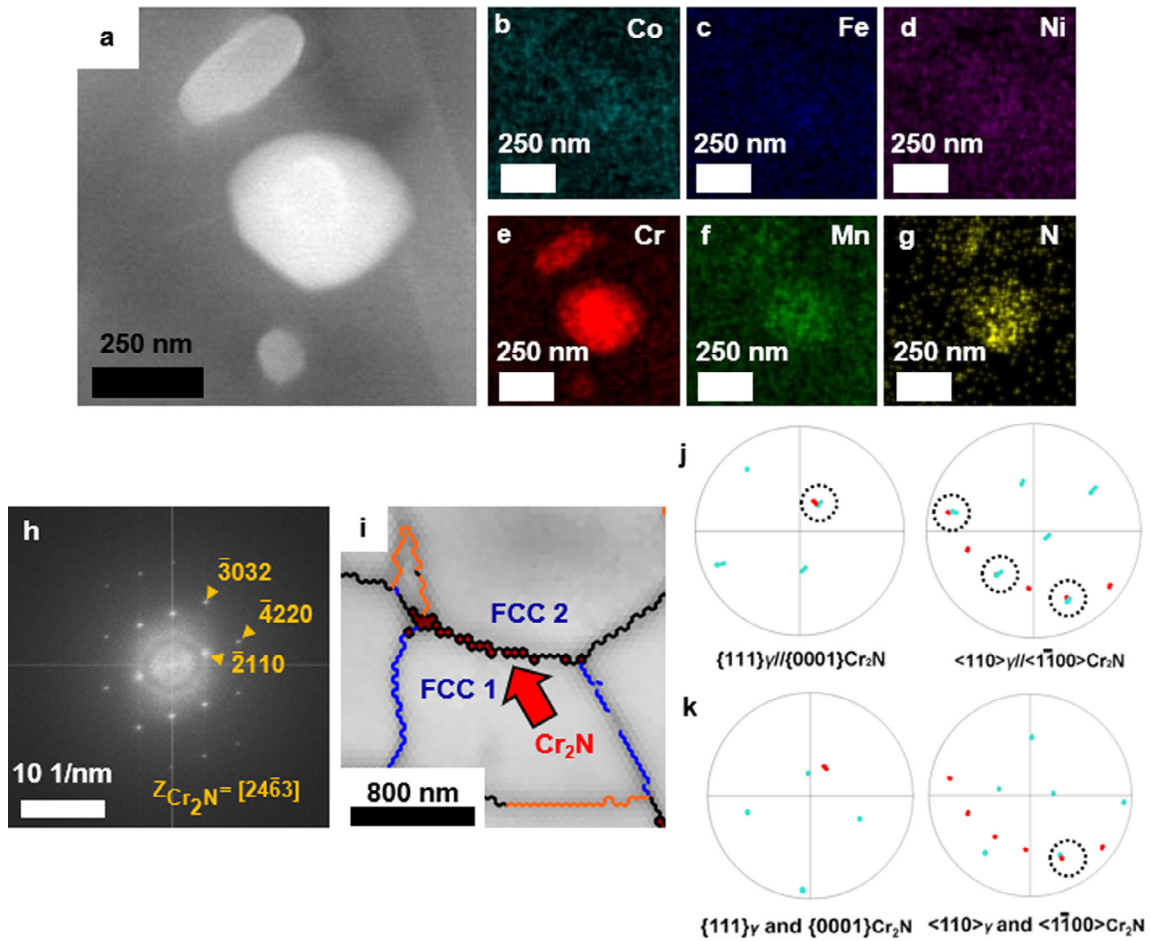 a
250 nm
b Co
250 nm
c Fe
250 nm
d Ni
250 nm
e Cr
250 nm
f Mn
250 nm
g N
250 nm
h
3̅032
4̅220
2̅110
10 1/nm
Z Cr₂N = [246̅3]
i
FCC 2
FCC 1
Cr₂N
800 nm
j
{111}γ//{0001}Cr₂N
<110>γ//<11̅00>Cr₂N
k
{111}γ and {0001}Cr₂N
<110>γ and <11̅00>Cr₂N